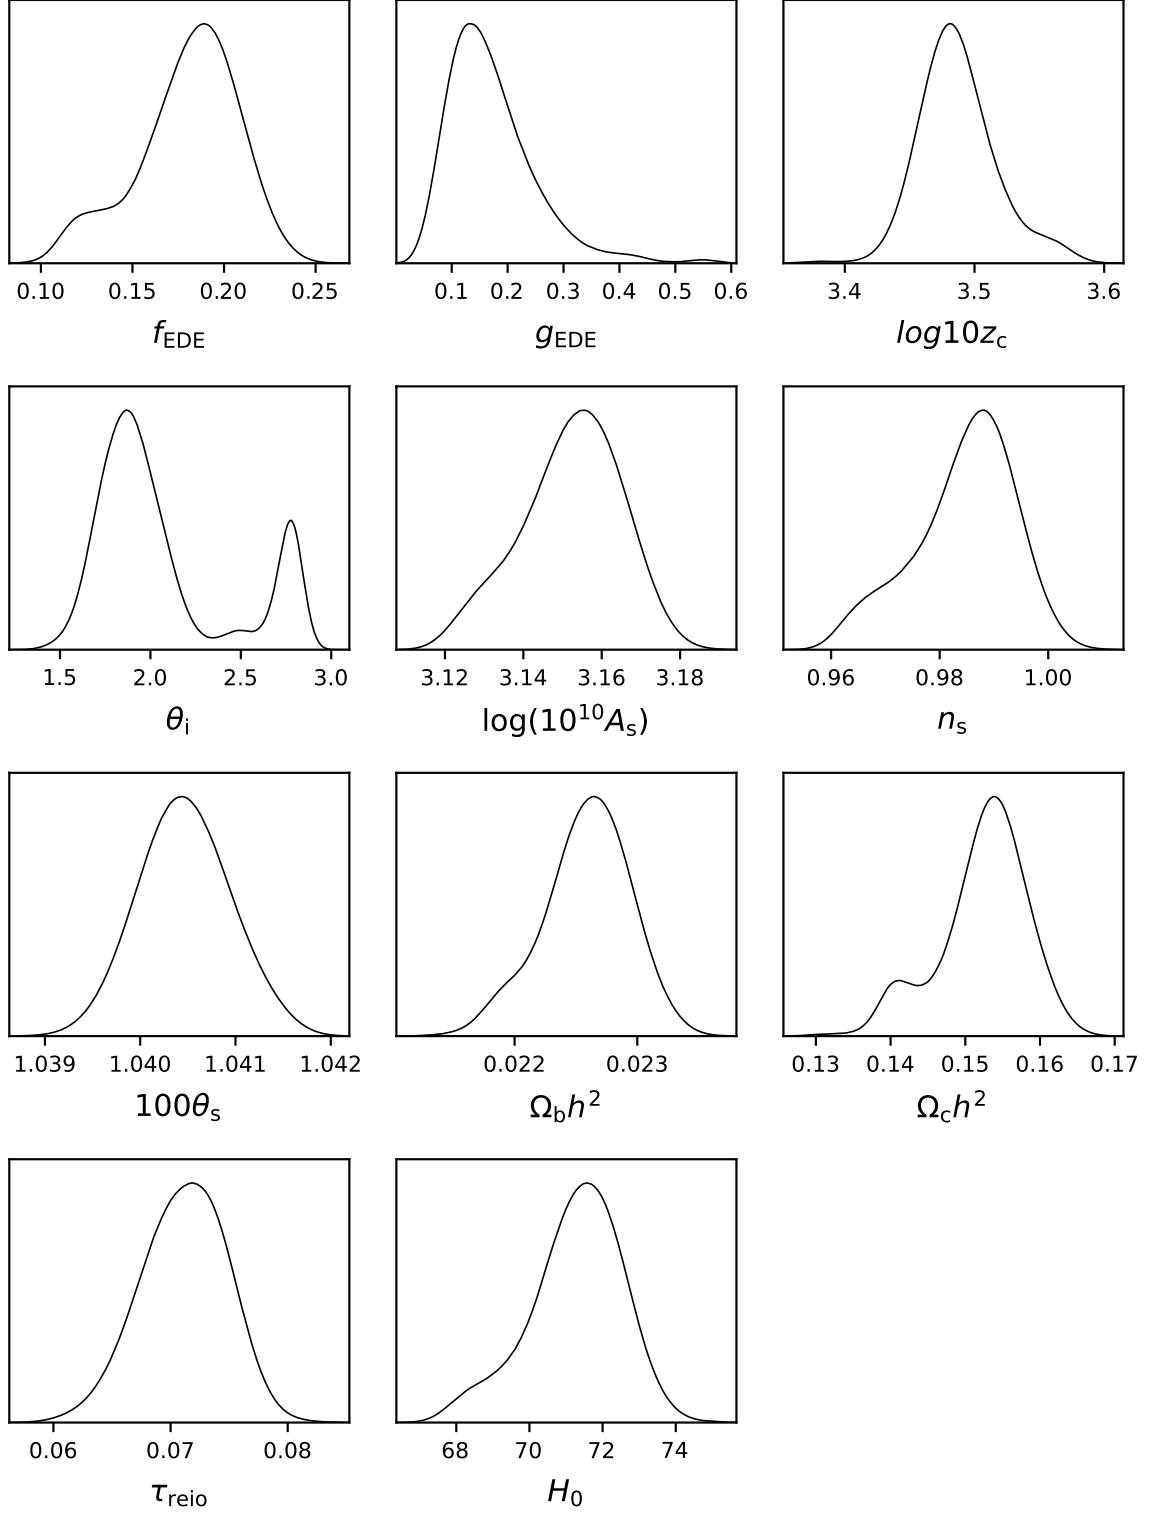 0.10 0.15 0.20 0.25
f_EDE
0.1 0.2 0.3 0.4 0.5 0.6
g_EDE
3.4 3.5 3.6
log10z_c
1.5 2.0 2.5 3.0
θ_i
3.12 3.14 3.16 3.18
log(10^10 A_s)
0.96 0.98 1.00
n_s
1.039 1.040 1.041 1.042
100θ_s
0.022 0.023
Ω_b h^2
0.13 0.14 0.15 0.16 0.17
Ω_c h^2
0.06 0.07 0.08
τ_reio
68 70 72 74
H_0